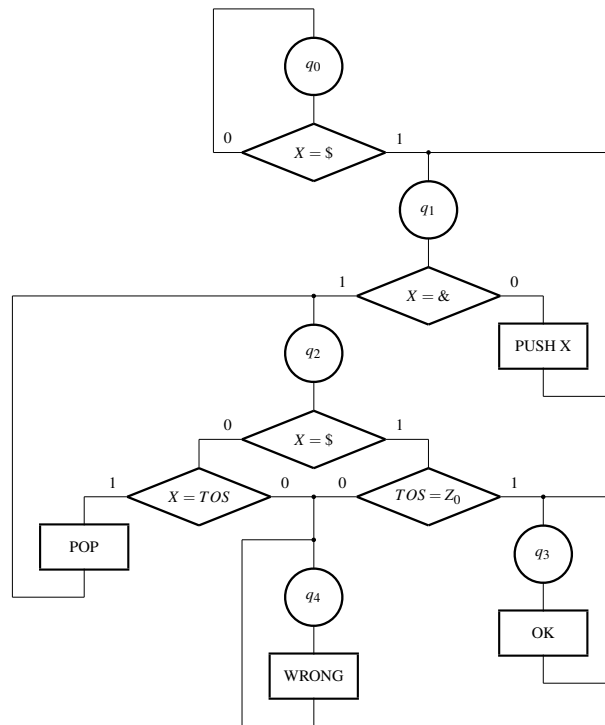 q0
0
X = $
1
q1
1
X = &
0
q2
PUSH X
0
X = $
1
1
X = TOS
0
0
TOS = Z0
1
POP
q3
q4
OK
WRONG